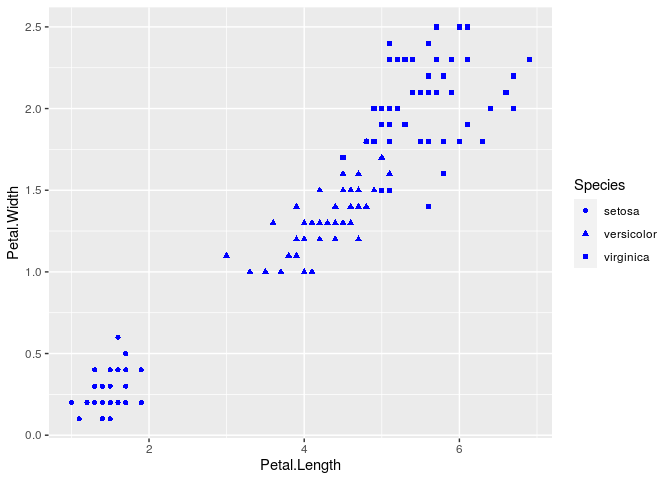 2.5
2.0
1.5
1.0
0.5
0.0
Petal.Width
2 4 6
Petal.Length
Species
setosa
versicolor
virginica